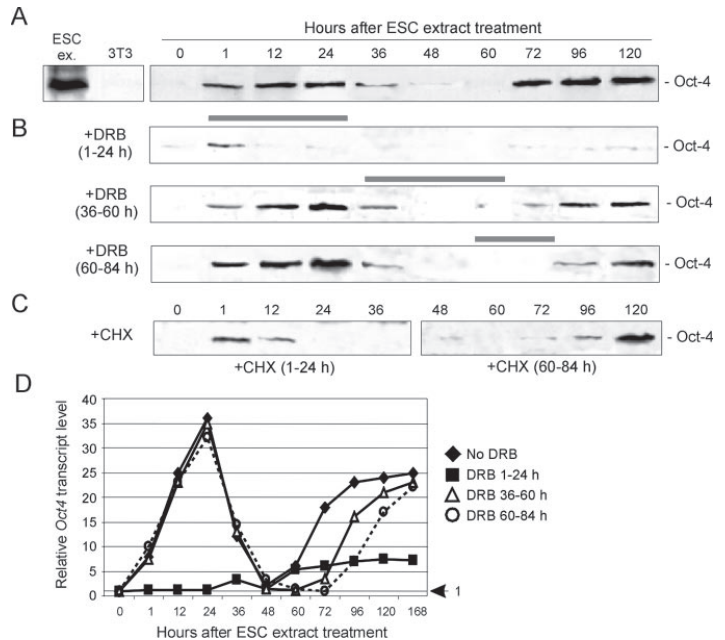 A
Hours after ESC extract treatment
ESC
ex. 3T3 0 1 12 24 36 48 60 72 96 120
- Oct-4
B
+DRB
(1-24 h)
+DRB
(36-60 h)
- Oct-4
+DRB
(60-84 h)
- Oct-4
C
0 1 12 24 36 48 60 72 96 120
+CHX
- Oct-4
+CHX (1-24 h) +CHX (60-84 h)
D
Relative Oct4 transcript level
40
35
30
25
20
15
10
5
0
No DRB
DRB 1-24 h
DRB 36-60 h
DRB 60-84 h
1
0 1 12 24 36 48 60 72 96 120 168
Hours after ESC extract treatment